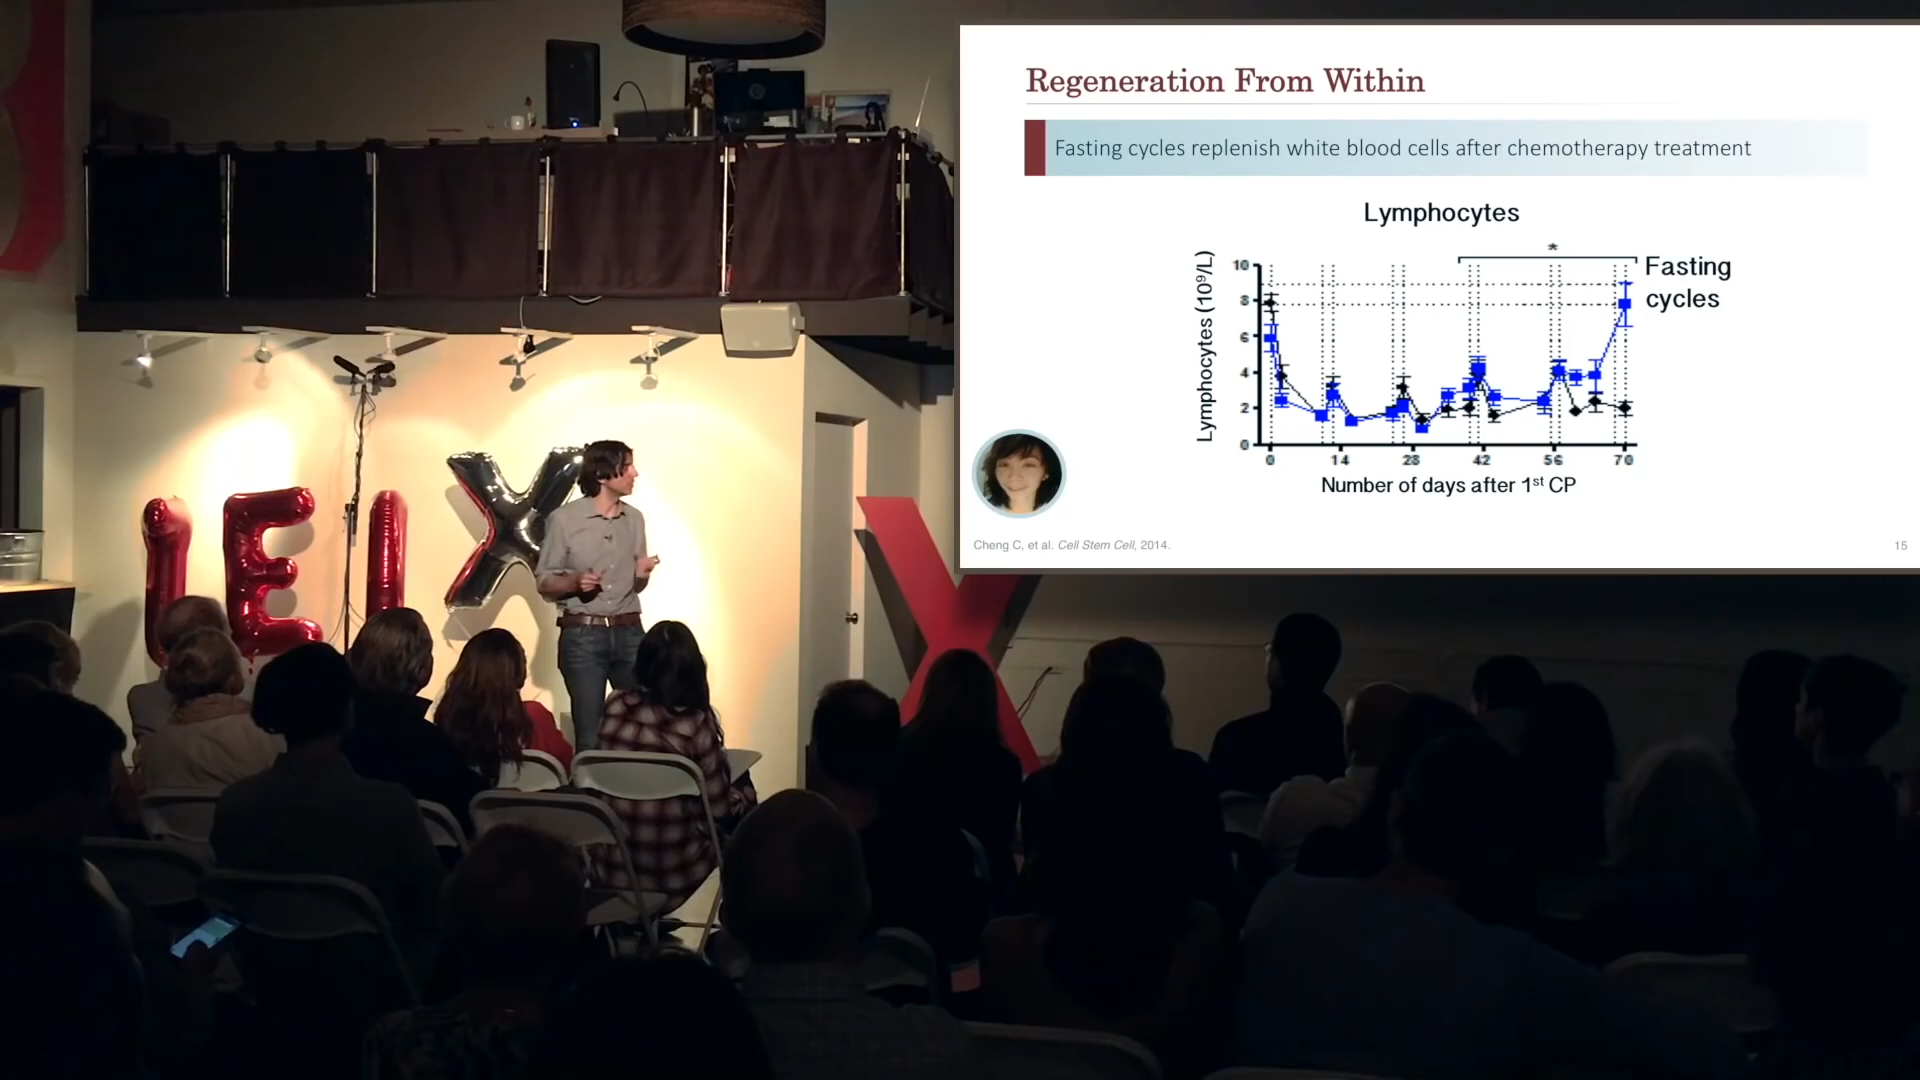 Regeneration From Within
Fasting cycles replenish white blood cells after chemotherapy treatment
Lymphocytes
*
Fasting
cycles
Lymphocytes (10⁹/L)
10
8
6
4
2
0
0 14 28 42 56 70
Number of days after 1st CP
Cheng C, et al. Cell Stem Cell, 2014.
15
TEDX
X